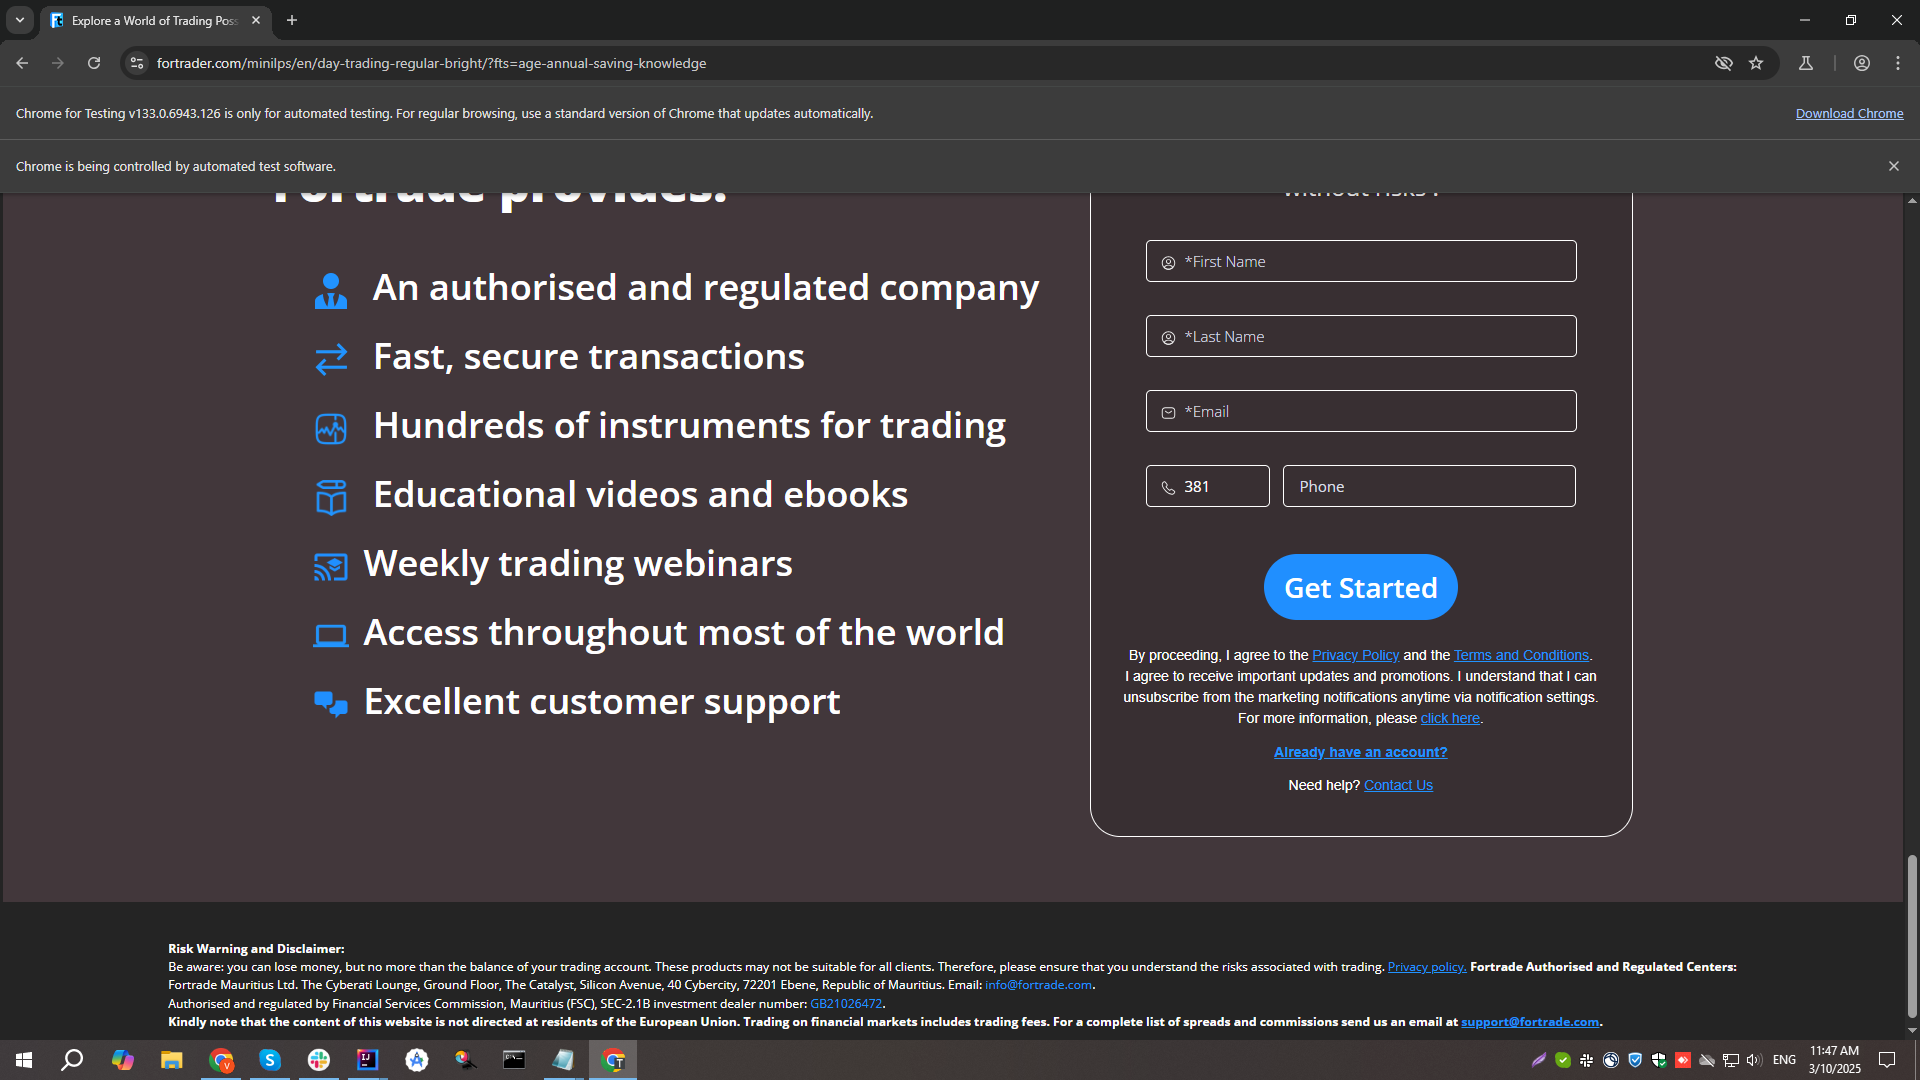 Explore a World of Trading Pos
fortrader.com/minilps/en/day-trading-regular-bright/?fts=age-annual-saving-knowledge
Chrome for Testing v133.0.6943.126 is only for automated testing. For regular browsing, use a standard version of Chrome that updates automatically.
Download Chrome
Chrome is being controlled by automated test software.
Fortrade provides:
An authorised and regulated company
Fast, secure transactions
Hundreds of instruments for trading
Educational videos and ebooks
Weekly trading webinars
Access throughout most of the world
Excellent customer support
without risks .
*First Name
*Last Name
*Email
381
Phone
Get Started
By proceeding, I agree to the Privacy Policy and the Terms and Conditions.
I agree to receive important updates and promotions. I understand that I can
unsubscribe from the marketing notifications anytime via notification settings.
For more information, please click here.
Already have an account?
Need help? Contact Us
Risk Warning and Disclaimer:
Be aware: you can lose money, but no more than the balance of your trading account. These products may not be suitable for all clients. Therefore, please ensure that you understand the risks associated with trading. Privacy policy. Fortrade Authorised and Regulated Centers:
Fortrade Mauritius Ltd. The Cyberati Lounge, Ground Floor, The Catalyst, Silicon Avenue, 40 Cybercity, 72201 Ebene, Republic of Mauritius. Email: info@fortrade.com.
Authorised and regulated by Financial Services Commission, Mauritius (FSC), SEC-2.1B investment dealer number: GB21026472.
Kindly note that the content of this website is not directed at residents of the European Union. Trading on financial markets includes trading fees. For a complete list of spreads and commissions send us an email at support@fortrade.com.
ENG
11:47 AM
3/10/2025